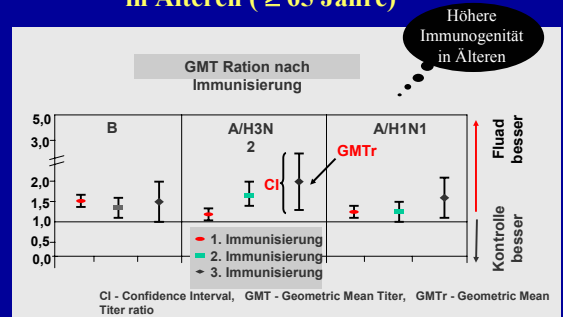 in Älteren ( ≥ 65 Jahre)
Höhere
Immunogenität
in Älteren
GMT Ration nach
Immunisierung
5,0
3,0
2,0
1,5
1,0
0,5
0,0
B
A/H3N
2
A/H1N1
CI
GMTr
Fluad
besser
Kontrolle
besser
1. Immunisierung
2. Immunisierung
3. Immunisierung
CI - Confidence Interval, GMT - Geometric Mean Titer, GMTr - Geometric Mean
Titer ratio